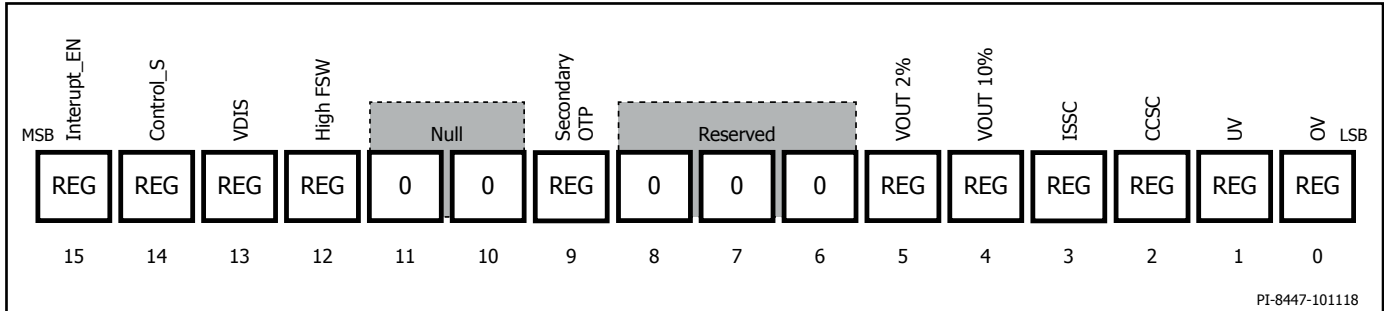 MSB Interupt_EN Control_S VDIS High FSW Null Secondary OTP Reserved VOUT 2% VOUT 10% ISSC CCSC UV OV LSB
REG REG REG REG 0 0 REG 0 0 0 REG REG REG REG REG REG
15 14 13 12 11 10 9 8 7 6 5 4 3 2 1 0
PI-8447-101118